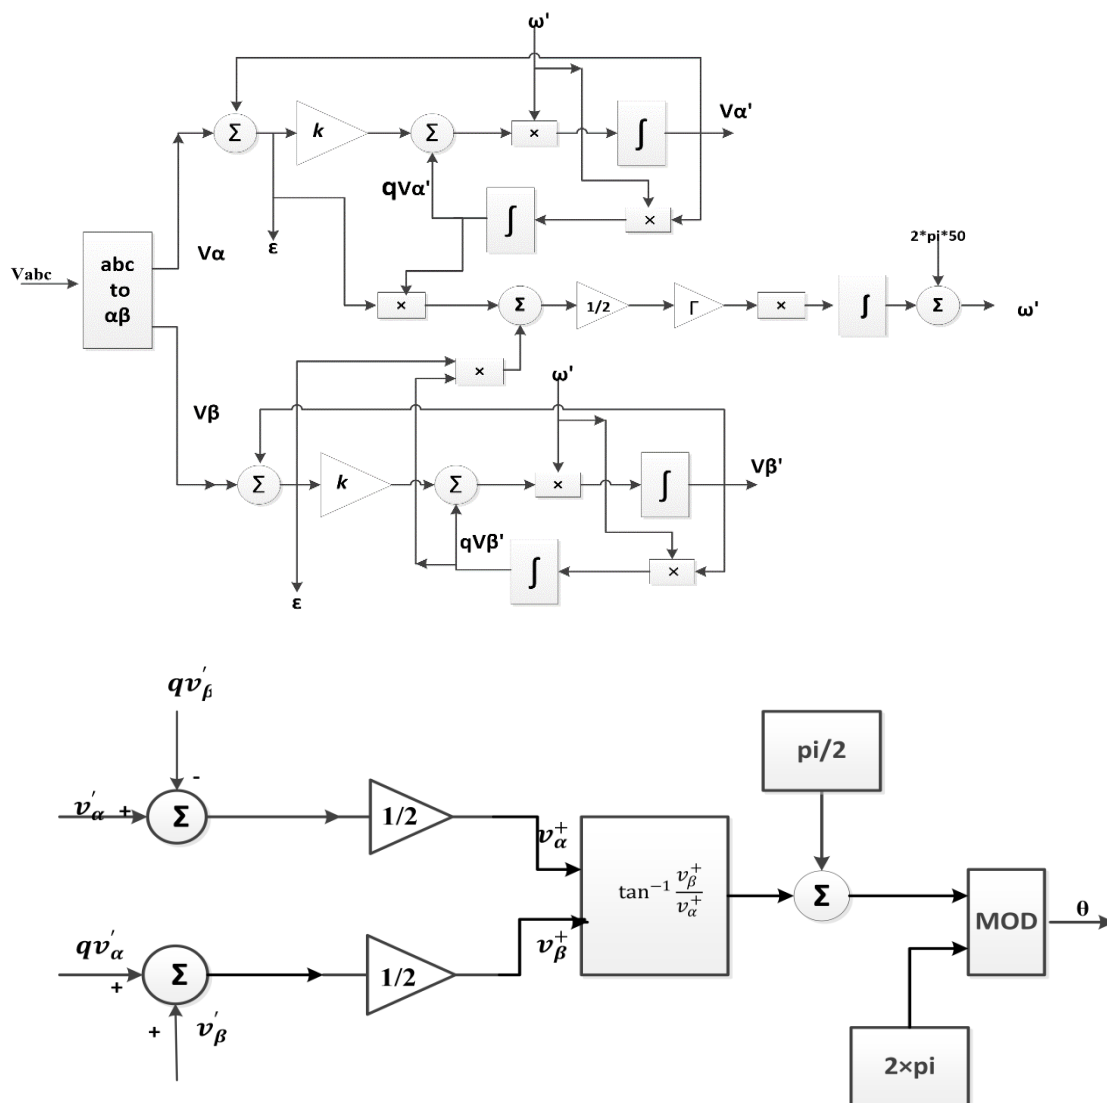 ω'
Vα'
Σ
k
Σ
×
∫
qVα'
∫
×
Vα
ε
2*pi*50
Vabc
abc
to
αβ
×
Σ
1/2
Γ
×
∫
Σ
ω'
×
ω'
Vβ
Vβ'
Σ
k
Σ
×
∫
qVβ'
∫
×
ε
qv'β
-
pi/2
v'α +
Σ
1/2
v+α
tan−1 v+β
v+α
Σ
MOD
θ
qv'α
+
Σ
1/2
v+β
+ v'β
2×pi